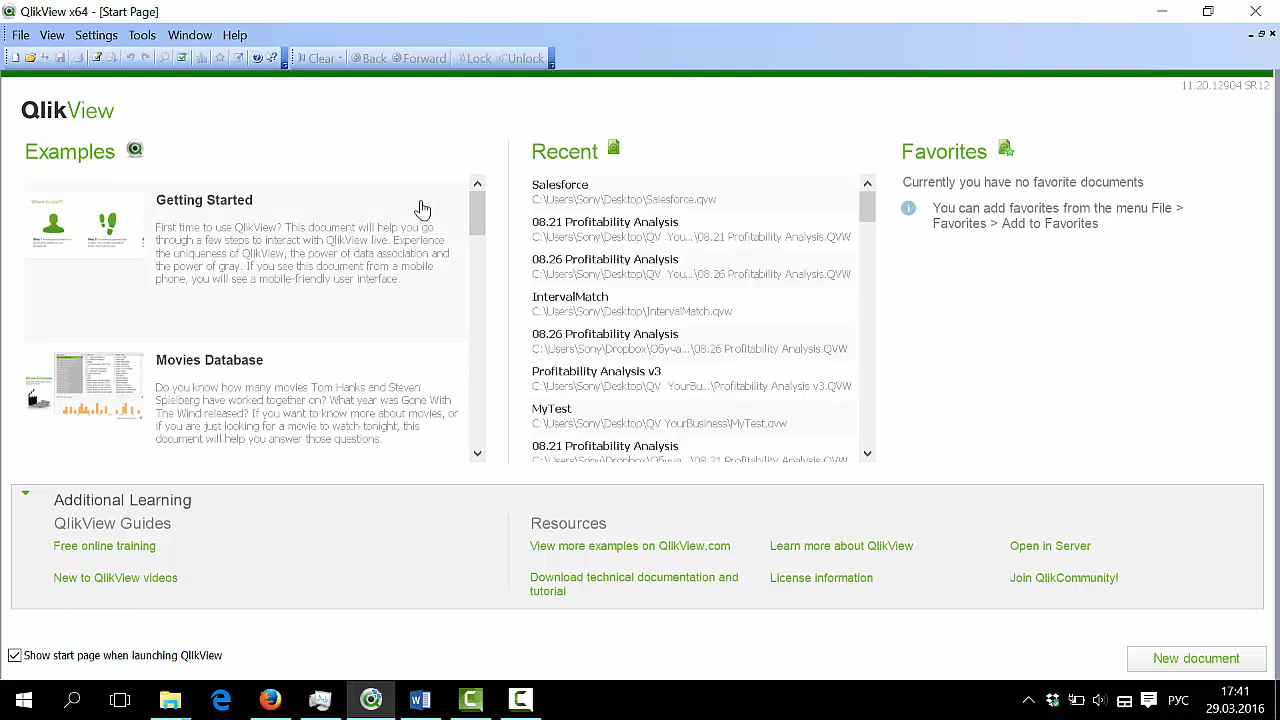 QlikView x64 - [Start Page]
File View Settings Tools Window Help
Clear Back Forward Lock Unlock
11.20.12904 SR12
QlikView
Examples
Getting Started
First time to use QlikView? This document will help you go
through a few steps to interact with QlikView live. Experience
the uniqueness of QlikView, the power of data association and
the power of gray. If you see this document from a mobile
phone, you will see a mobile-friendly user interface.
Movies Database
Do you know how many movies Tom Hanks and Steven
Spielberg have worked together on? What year was Gone With
The Wind released? If you want to know more about movies, or
if you are just looking for a movie to watch tonight, this
document will help you answer those questions.
Recent
Salesforce
C:\Users\Sony\Desktop\Salesforce.qvw
08.21 Profitability Analysis
C:\Users\Sony\Desktop\QV You...\08.21 Profitability Analysis.QVW
08.26 Profitability Analysis
C:\Users\Sony\Desktop\QV You...\08.26 Profitability Analysis.QVW
IntervalMatch
C:\Users\Sony\Desktop\IntervalMatch.qvw
08.26 Profitability Analysis
C:\Users\Sony\Dropbox\Обуча...\08.26 Profitability Analysis.QVW
Profitability Analysis v3
C:\Users\Sony\Desktop\QV YourBu...\Profitability Analysis v3.QVW
MyTest
C:\Users\Sony\Desktop\QV YourBusiness\MyTest.qvw
08.21 Profitability Analysis
C:\Users\Sony\Dropbox\Обуча...\08.21 Profitability Analysis.QVW
Favorites
Currently you have no favorite documents
You can add favorites from the menu File >
Favorites > Add to Favorites
Additional Learning
QlikView Guides
Free online training
New to QlikView videos
Resources
View more examples on QlikView.com
Download technical documentation and
tutorial
Learn more about QlikView
License information
Open in Server
Join QlikCommunity!
Show start page when launching QlikView
New document
РУС
17:41
29.03.2016